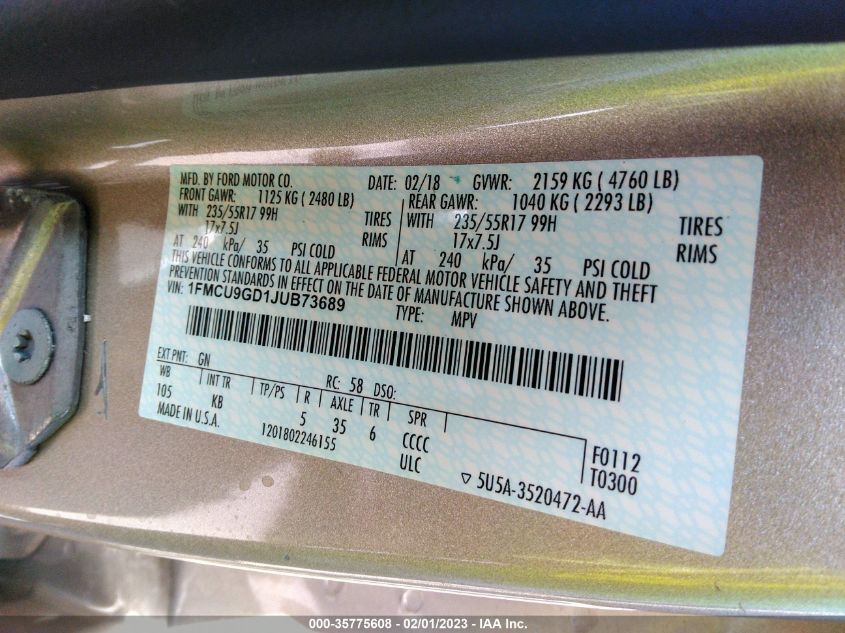 MFD. BY FORD MOTOR CO. DATE: 02/18 GVWR: 2159 KG ( 4760 LB)
FRONT GAWR: 1125 KG ( 2480 LB) REAR GAWR: 1040 KG ( 2293 LB)
WITH 235/55R17 99H TIRES WITH 235/55R17 99H TIRES
17x7.5J RIMS 17x7.5J RIMS
AT 240 kPa/ 35 PSI COLD AT 240 kPa/ 35 PSI COLD
THIS VEHICLE CONFORMS TO ALL APPLICABLE FEDERAL MOTOR VEHICLE SAFETY AND THEFT
PREVENTION STANDARDS IN EFFECT ON THE DATE OF MANUFACTURE SHOWN ABOVE.
VIN: 1FMCU9GD1JUB73689 TYPE: MPV
EXT PNT: GN RC: 58 DSO:
WB INT TR TP/PS R AXLE TR SPR
105 KB 5 35 6 CCCC F0112
MADE IN U.S.A. 1201802246155 ULC T0300
▽ 5U5A-3520472-AA
000-35775608 - 02/01/2023 - IAA Inc.